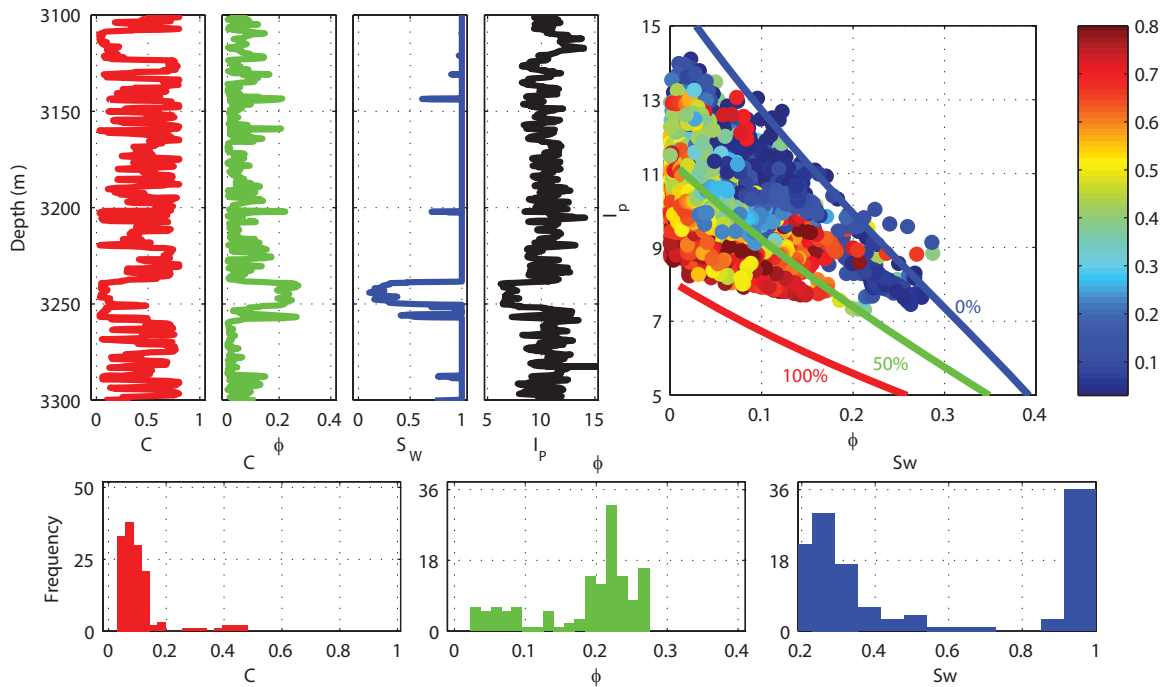 3100
3150
3200
3250
3300
Depth (m)
0 0.5 1
C
0 0.2 0.4
C ϕ
0 0.5 1
S_W
5 10 15
I_P ϕ
15
13
11
9
7
5
I_p
0% 
50%
100%
0 0.1 0.2 0.3 0.4
ϕ
Sw
0.8
0.7
0.6
0.5
0.4
0.3
0.2
0.1
50
25
0
Frequency
0 0.2 0.4 0.6 0.8 1
C
36
18
0
0 0.1 0.2 0.3 0.4
ϕ
36
18
0
0.2 0.4 0.6 0.8 1
Sw